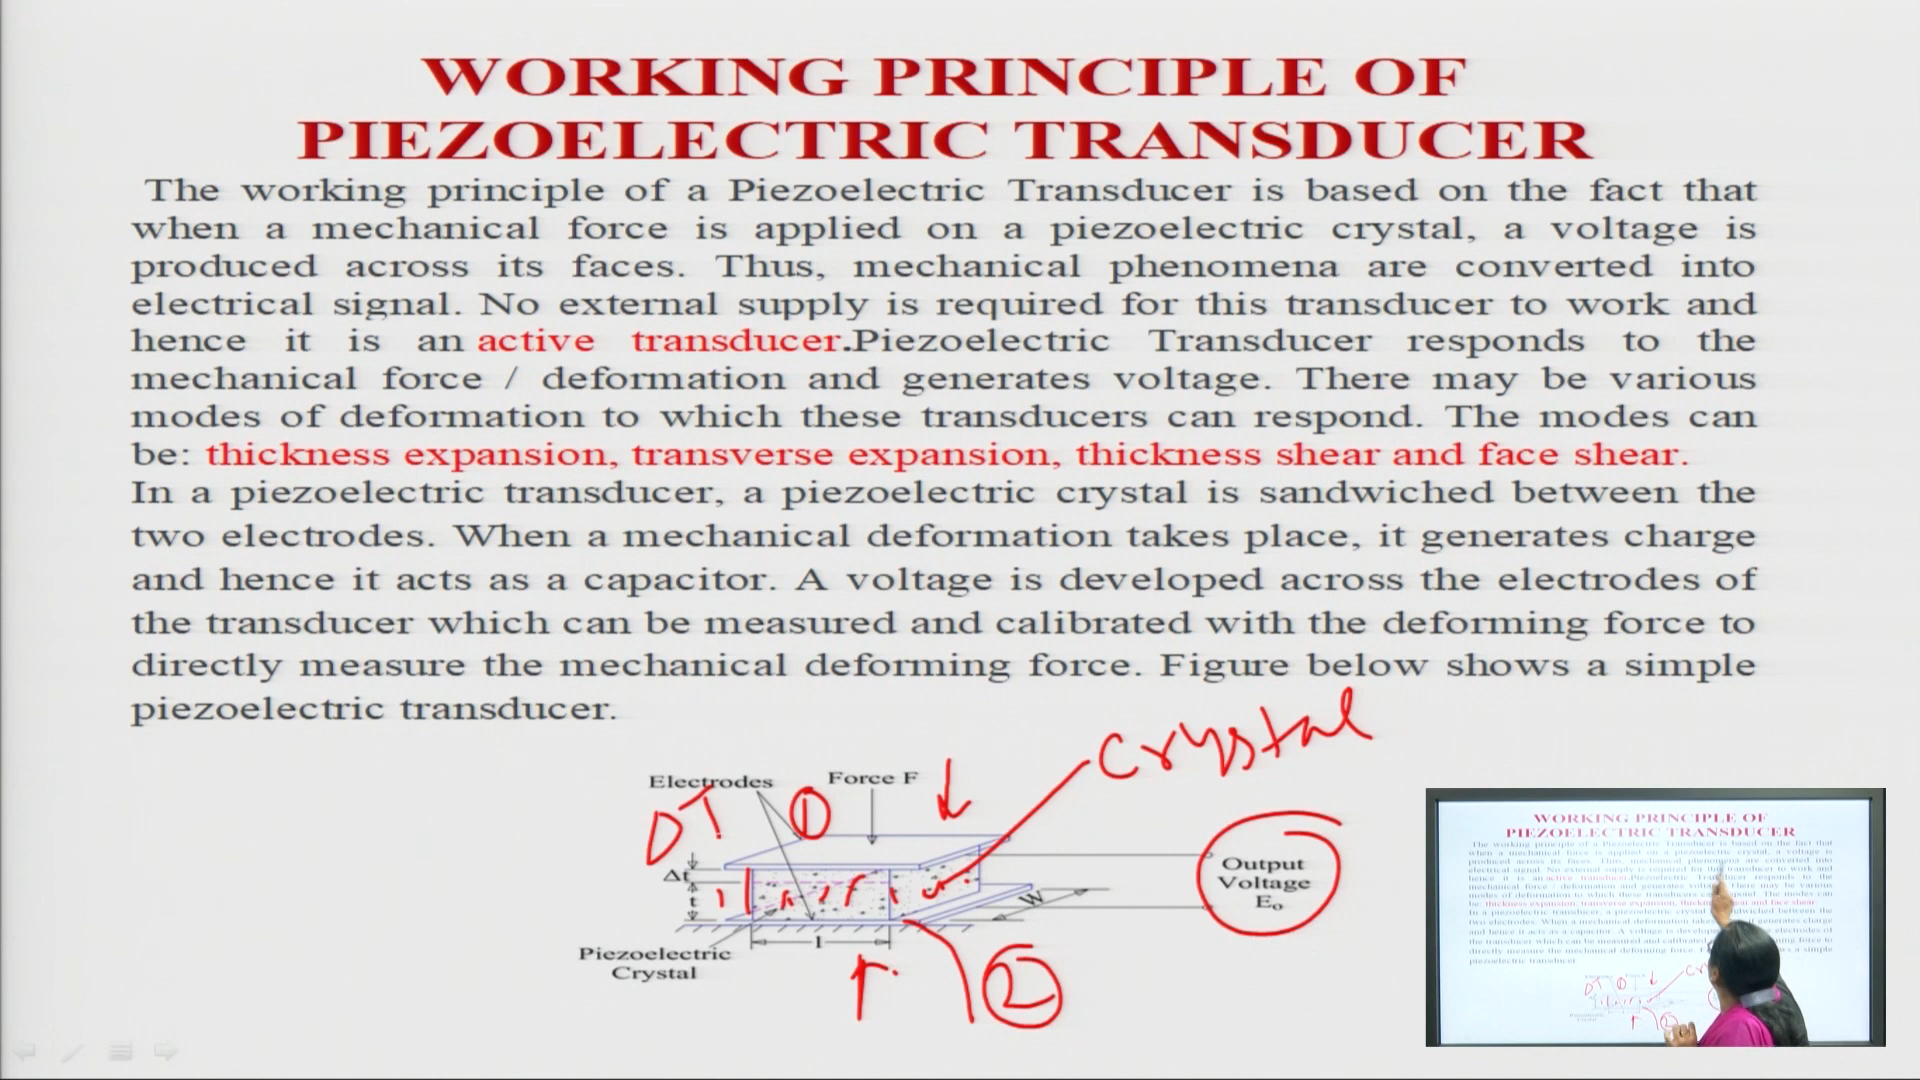 WORKING PRINCIPLE OF
PIEZOELECTRIC TRANSDUCER
The working principle of a Piezoelectric Transducer is based on the fact that
when a mechanical force is applied on a piezoelectric crystal, a voltage is
produced across its faces. Thus, mechanical phenomena are converted into
electrical signal. No external supply is required for this transducer to work and
hence it is an active transducer.Piezoelectric Transducer responds to the
mechanical force / deformation and generates voltage. There may be various
modes of deformation to which these transducers can respond. The modes can
be: thickness expansion, transverse expansion, thickness shear and face shear.
In a piezoelectric transducer, a piezoelectric crystal is sandwiched between the
two electrodes. When a mechanical deformation takes place, it generates charge
and hence it acts as a capacitor. A voltage is developed across the electrodes of
the transducer which can be measured and calibrated with the deforming force to
directly measure the mechanical deforming force. Figure below shows a simple
piezoelectric transducer.
Crystal
Electrodes
Force F
DT
1
Δt
t
Output
Voltage
E₀
W
l
Piezoelectric
Crystal
2
WORKING PRINCIPLE OF
PIEZOELECTRIC TRANSDUCER